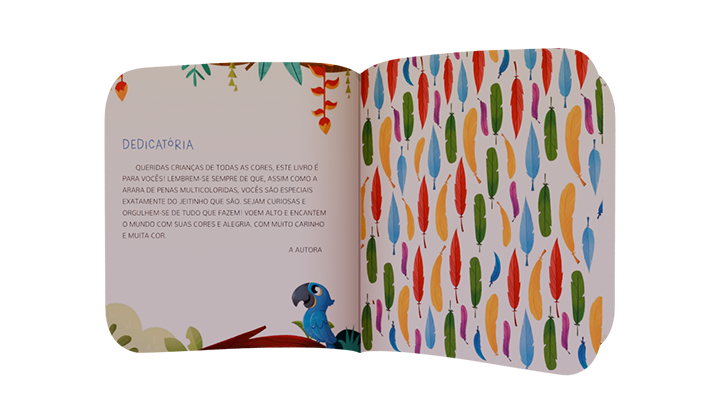 DEDICATÓRIA
QUERIDAS CRIANÇAS DE TODAS AS CORES, ESTE LIVRO É
PARA VOCÊS! LEMBREM-SE SEMPRE DE QUE, ASSIM COMO A
ARARA DE PENAS MULTICOLORIDAS, VOCÊS SÃO ESPECIAIS
EXATAMENTE DO JEITINHO QUE SÃO. SEJAM CURIOSAS E
ORGULHEM-SE DE TUDO QUE FAZEM! VOEM ALTO E ENCANTEM
O MUNDO COM SUAS CORES E ALEGRIA. COM MUITO CARINHO
E MUITA COR.
A AUTORA